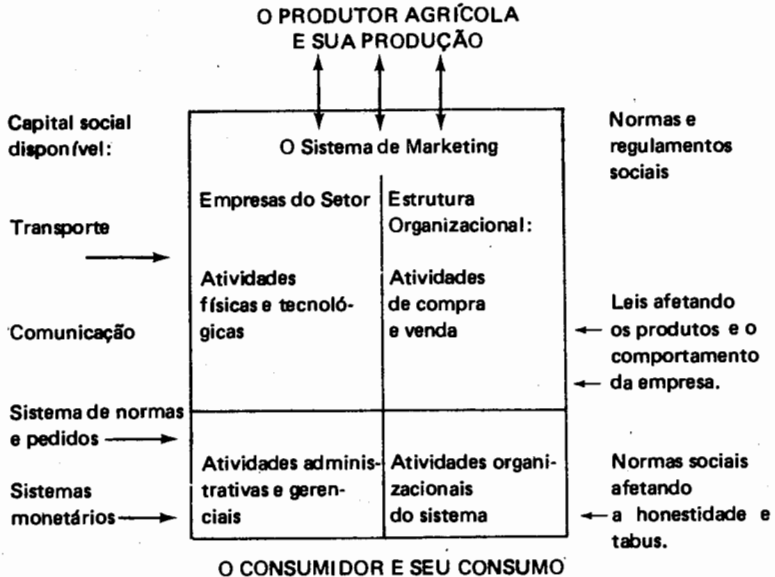 O PRODUTOR AGRÍCOLA
E SUA PRODUÇÃO
Capital social
disponível:
Transporte
Comunicação
Sistema de normas
e pedidos
Sistemas
monetários
O Sistema de Marketing
Empresas do Setor
Atividades
físicas e tecnoló-
gicas
Estrutura
Organizacional:
Atividades
de compra
e venda
Atividades adminis-
trativas e geren-
ciais
Atividades organi-
zacionais
do sistema
Normas e
regulamentos
sociais
Leis afetando
os produtos e o
comportamento
da empresa.
Normas sociais
afetando
a honestidade e
tabus.
O CONSUMIDOR E SEU CONSUMO